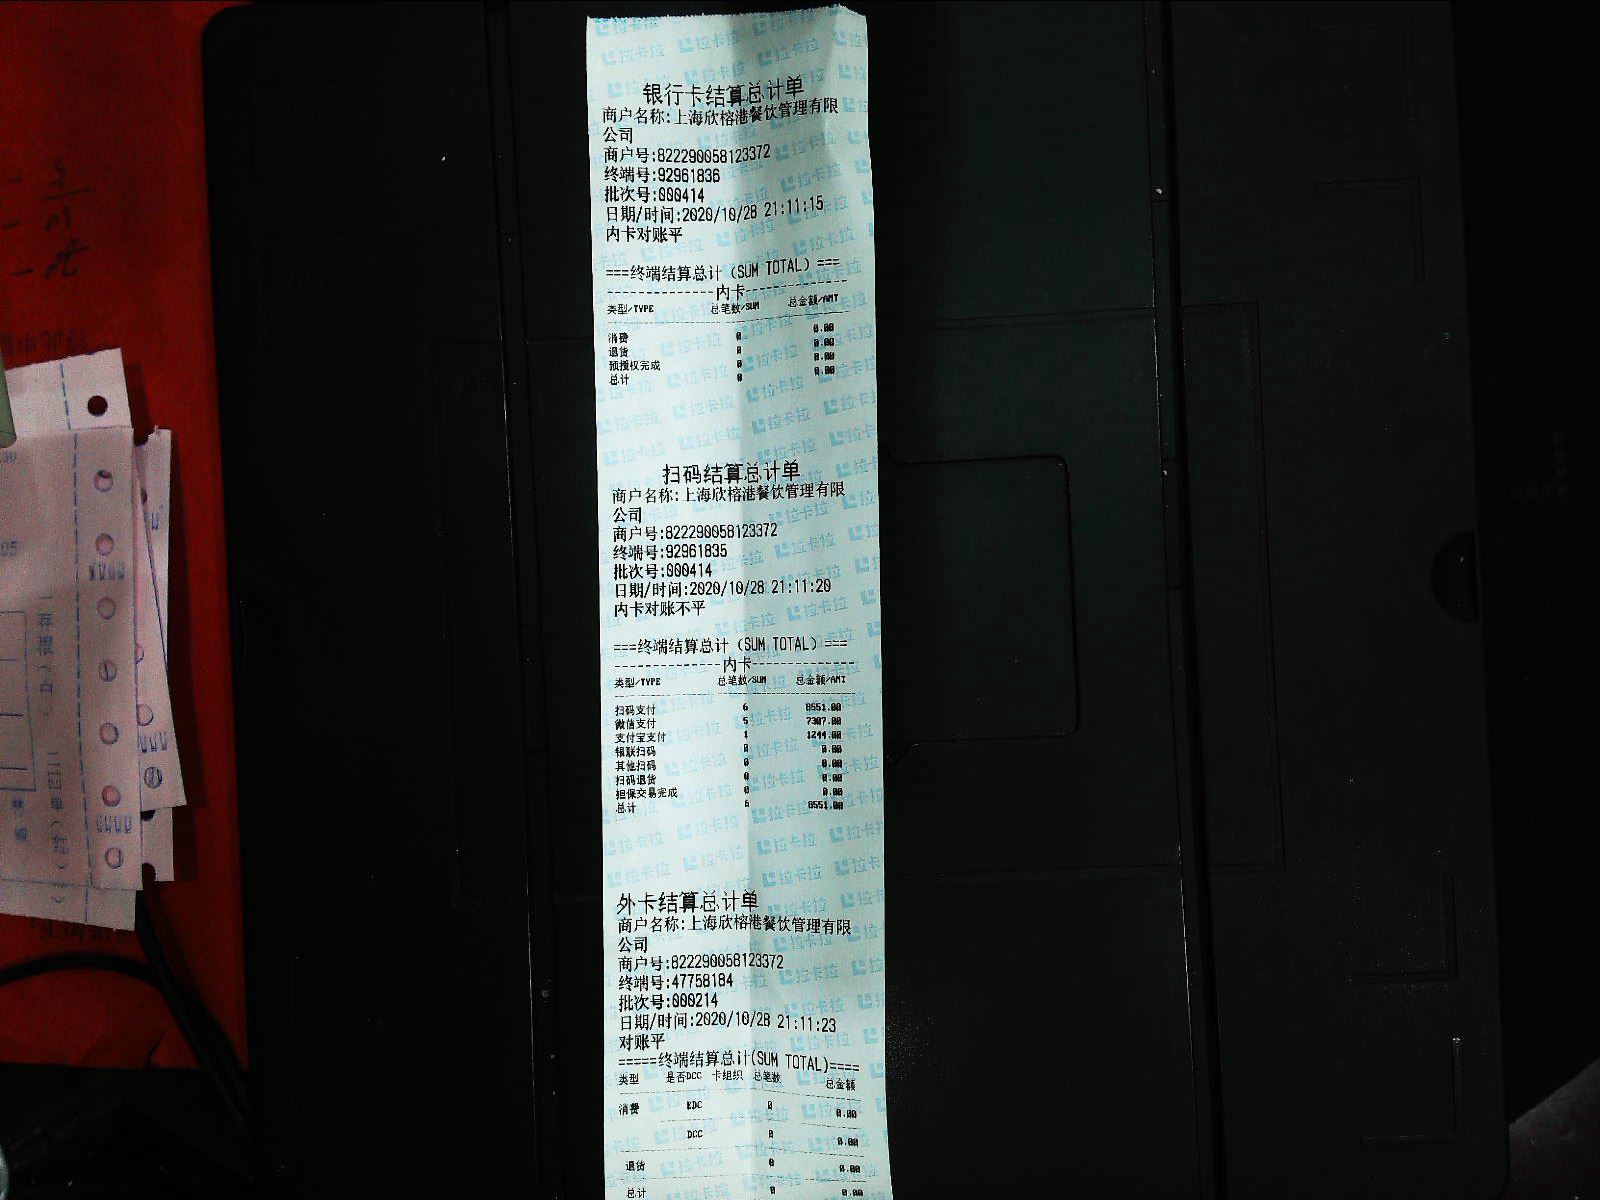 银行卡结算总计单
商户名称:上海欣榕港餐饮管理有限
公司
商户号:822290058123372
终端号:92961836
批次号:000414
日期/时间:2020/10/28 21:11:15
内卡对账平
===终端结算总计（SUM TOTAL）===
--------------内卡--------------
类型/TYPE 总笔数/SUM 总金额/AMT
消费 0 0.00
退货 0 0.00
预授权完成 0 0.00
总计 0 0.00
扫码结算总计单
商户名称:上海欣榕港餐饮管理有限
公司
商户号:822290058123372
终端号:92961835
批次号:000414
日期/时间:2020/10/28 21:11:20
内卡对账不平
===终端结算总计（SUM TOTAL）===
--------------内卡--------------
类型/TYPE 总笔数/SUM 总金额/AMT
扫码支付 6 8551.00
微信支付 5 7307.00
支付宝支付 1 1244.00
银联扫码 0 0.00
其他扫码 0 0.00
扫码退货 0 0.00
担保交易完成 0 0.00
总计 6 8551.00
外卡结算总计单
商户名称:上海欣榕港餐饮管理有限
公司
商户号:822290058123372
终端号:47758184
批次号:000214
日期/时间:2020/10/28 21:11:23
对账平
=====终端结算总计(SUM TOTAL)====
类型 是否DCC 卡组织 总笔数 总金额
消费 EDC 0 0.00
DCC 0 0.00
退货 0 0.00
总计 0 0.00